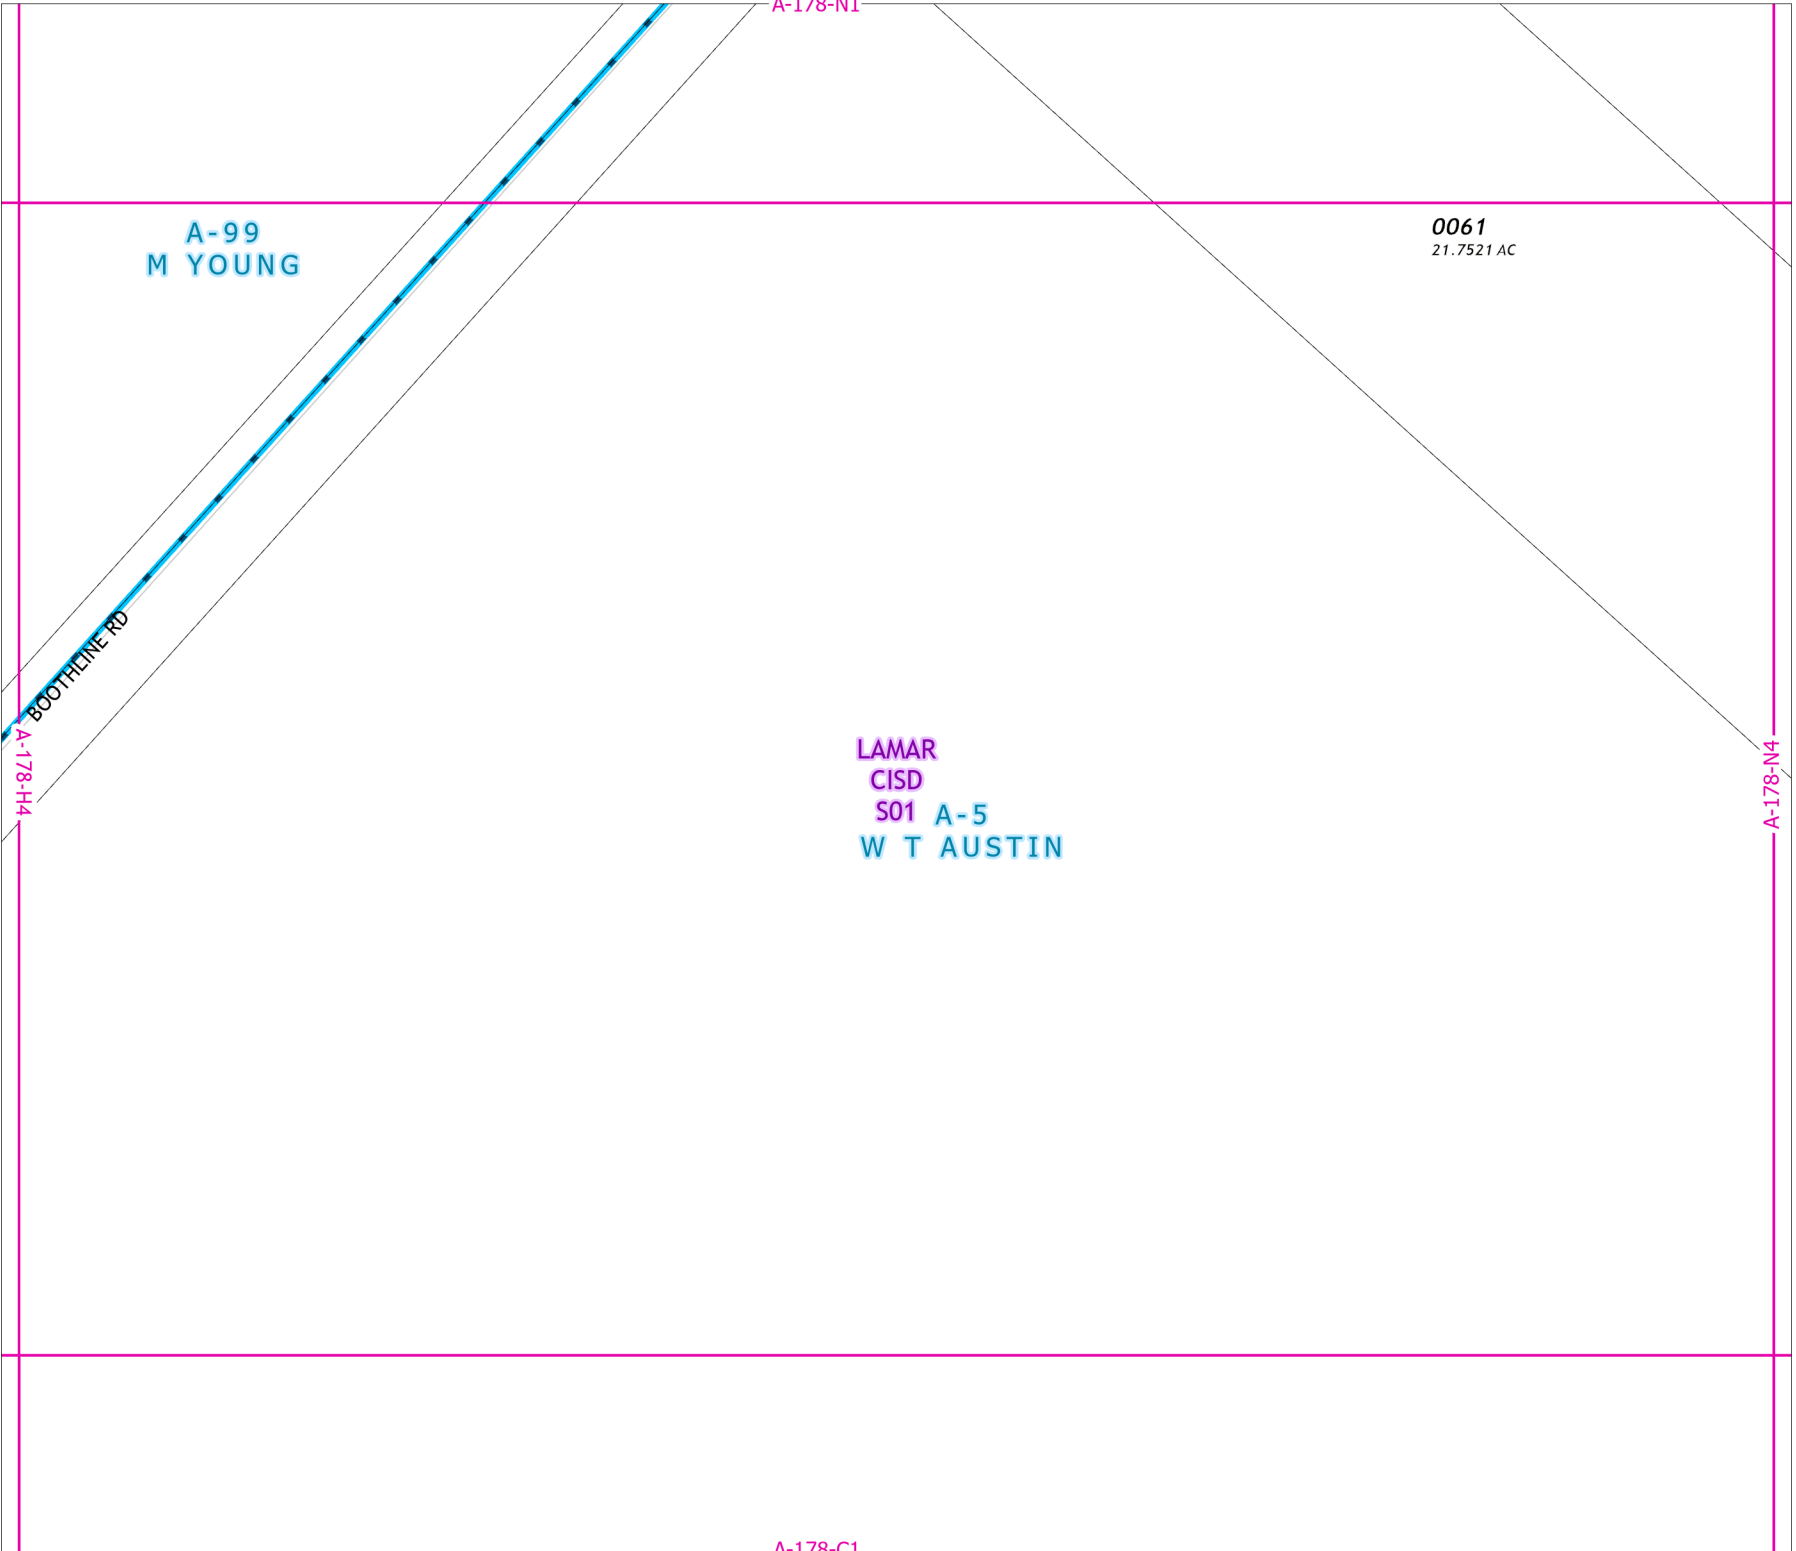 A-178-N1
0061
21.7521 AC
A-99
M YOUNG
BOOTHLINE RD
A-178-H4
A-178-N4
LAMAR
CISD
S01
A-5
W T AUSTIN
A-178-C1